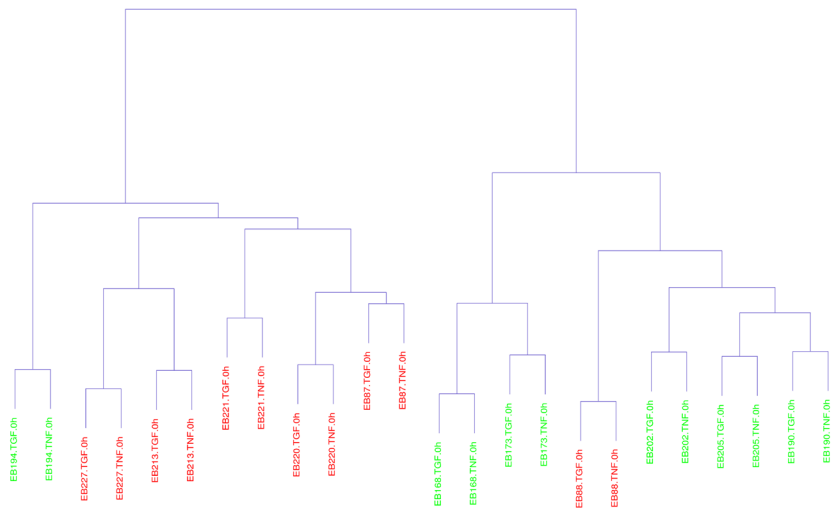 EB194.TGF.0h
EB194.TNF.0h
EB227.TGF.0h
EB227.TNF.0h
EB213.TGF.0h
EB213.TNF.0h
EB221.TGF.0h
EB221.TNF.0h
EB220.TGF.0h
EB220.TNF.0h
EB87.TGF.0h
EB87.TNF.0h
EB168.TGF.0h
EB168.TNF.0h
EB173.TGF.0h
EB173.TNF.0h
EB88.TGF.0h
EB88.TNF.0h
EB202.TGF.0h
EB202.TNF.0h
EB205.TGF.0h
EB205.TNF.0h
EB190.TGF.0h
EB190.TNF.0h